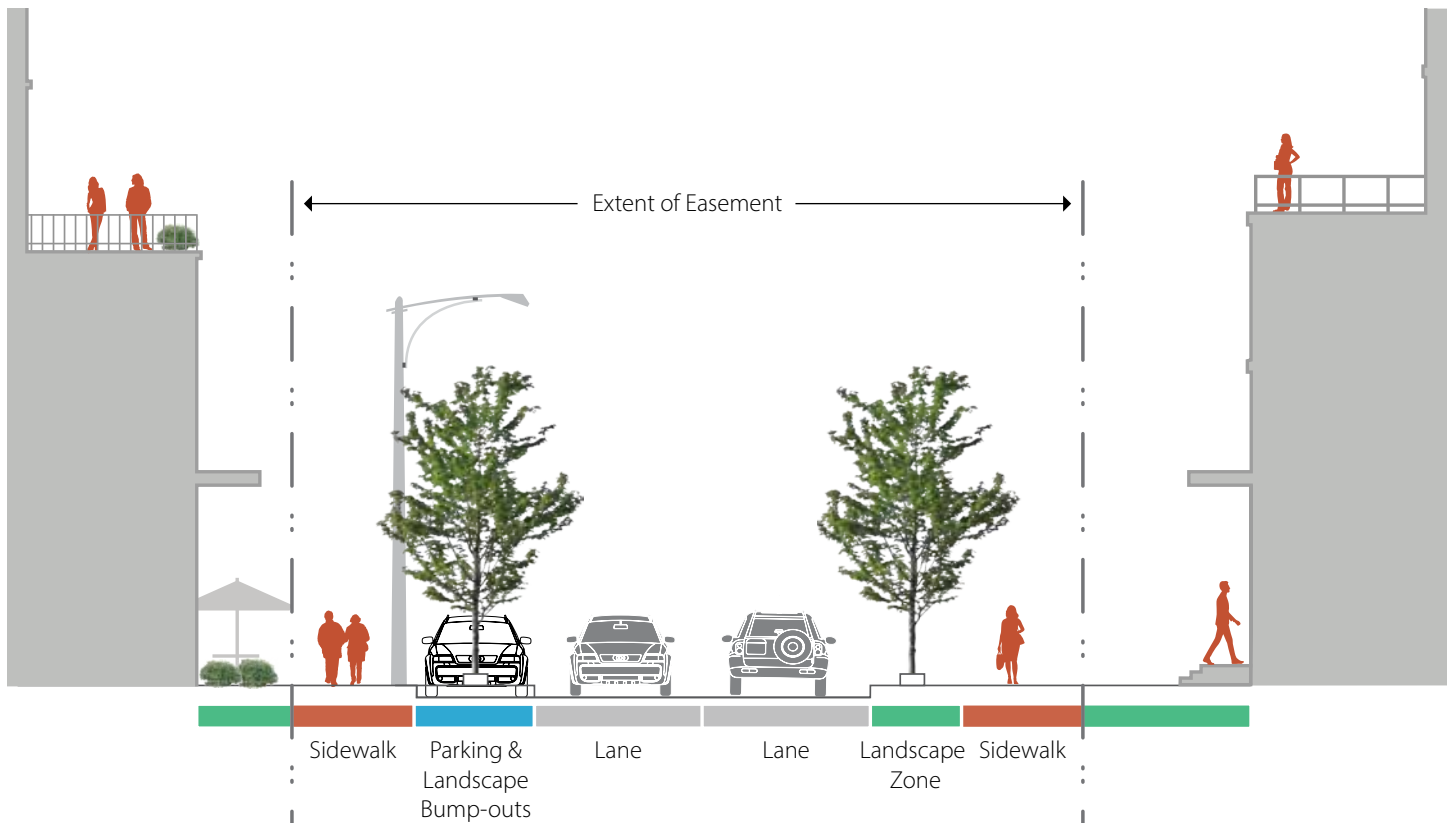 Extent of Easement
Sidewalk
Parking &
Landscape
Bump-outs
Lane
Lane
Landscape
Zone
Sidewalk